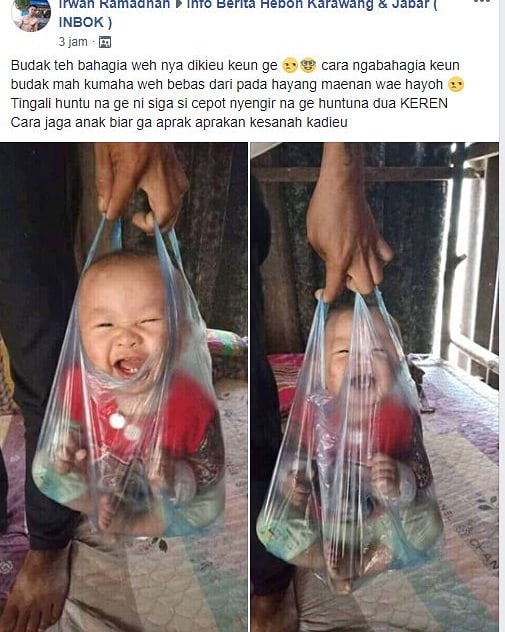 Irwan Ramadhan ▶ Info Berita Hebon Karawang & Jabar (
INBOK )
3 jam ·
Budak teh bahagia weh nya dikieu keun ge 😒🤓 cara ngabahagia keun
budak mah kumaha weh bebas dari pada hayang maenan wae hayoh 😒
Tingali huntu na ge ni siga si cepot nyengir na ge huntuna dua KEREN
Cara jaga anak biar ga aprak aprakan kesanah kadieu